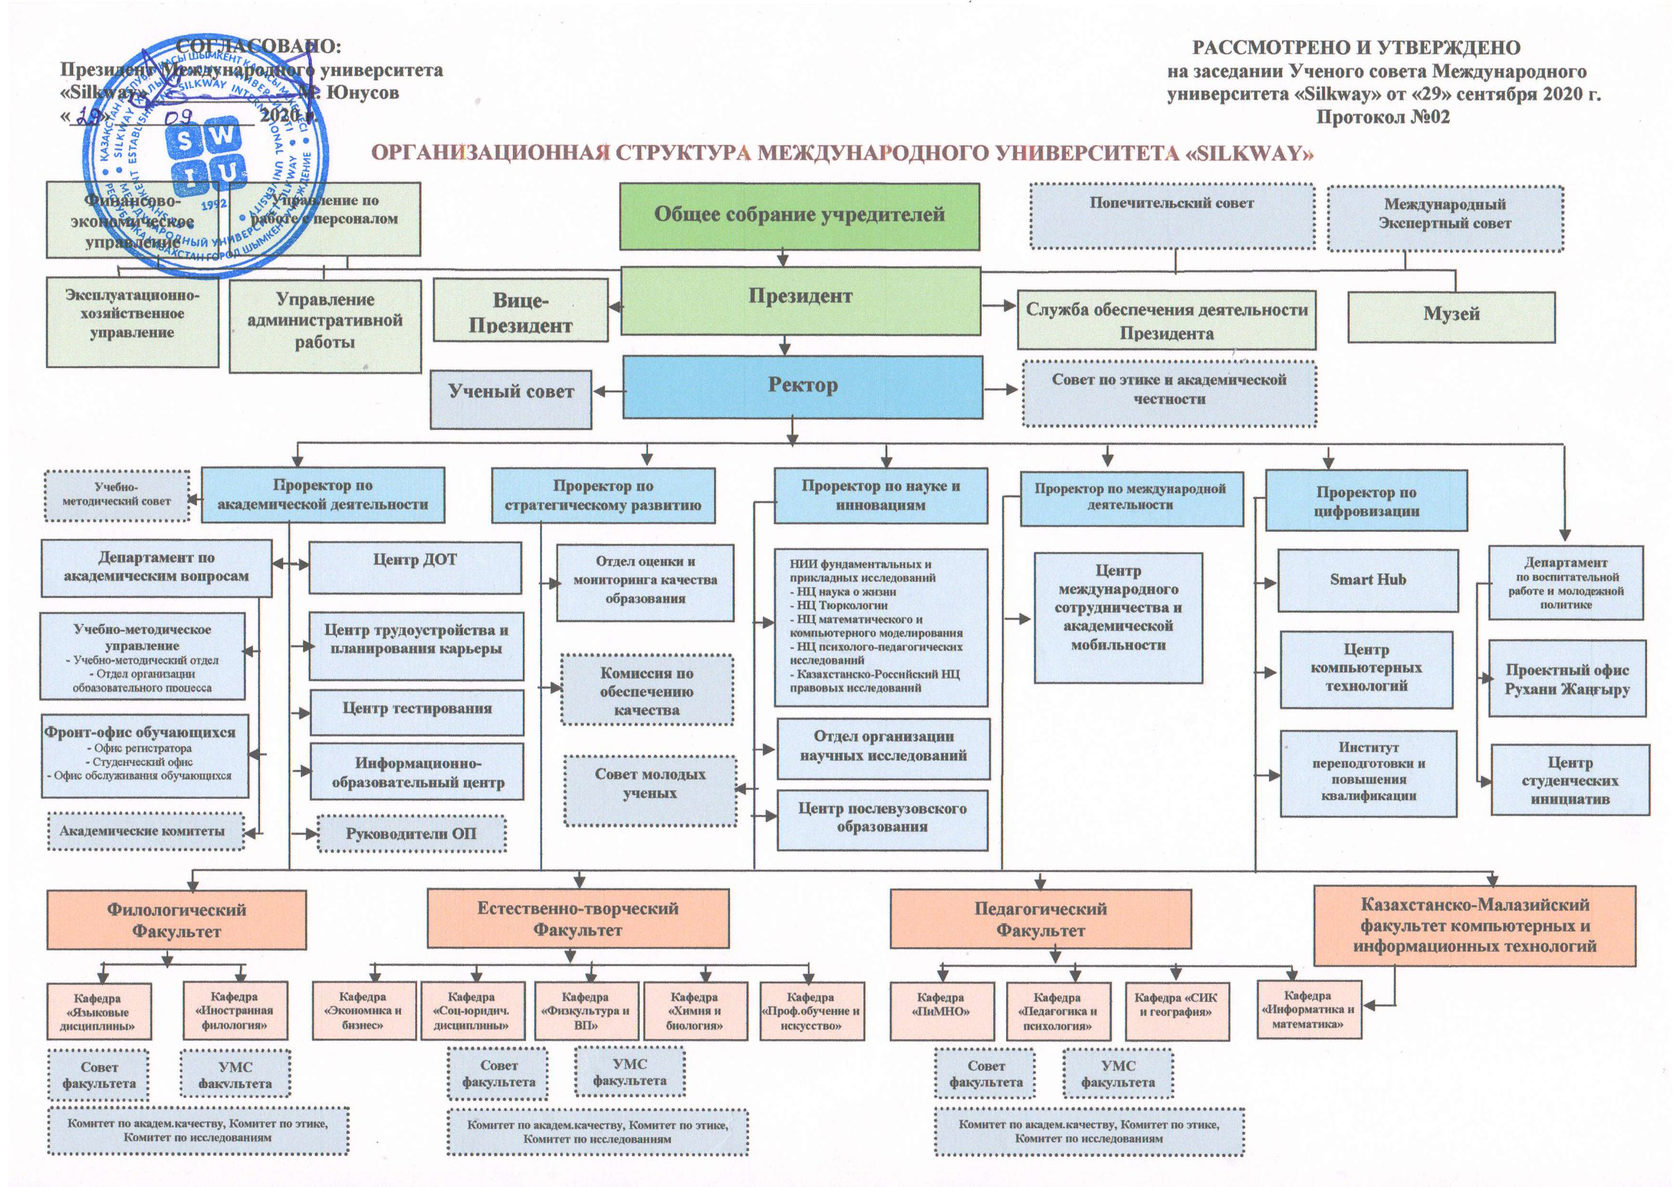 СОГЛАСОВАНО:
Президент Международного университета
«Silkway» М. Юнусов
«29» 09 2020 г.
РАССМОТРЕНО И УТВЕРЖДЕНО
на заседании Ученого совета Международного
университета «Silkway» от «29» сентября 2020 г.
Протокол №02
SILKWAY INTERNATIONAL UNIVERSITY
SWIU
1992
ОРГАНИЗАЦИОННАЯ СТРУКТУРА МЕЖДУНАРОДНОГО УНИВЕРСИТЕТА «SILKWAY»
Финансово-
экономическое
управление
Управление по
работе с персоналом
Общее собрание учредителей
Попечительский совет
Международный
Экспертный совет
Эксплуатационно-
хозяйственное
управление
Управление
административной
работы
Вице-
Президент
Президент
Служба обеспечения деятельности
Президента
Музей
Ученый совет
Ректор
Совет по этике и академической
честности
Учебно-
методический совет
Проректор по
академической деятельности
Проректор по
стратегическому развитию
Проректор по науке и
инновациям
Проректор по международной
деятельности
Проректор по
цифровизации
Департамент по
академическим вопросам
Учебно-методическое
управление
- Учебно-методический отдел
- Отдел организации
образовательного процесса
Фронт-офис обучающихся
- Офис регистратора
- Студенческий офис
- Офис обслуживания обучающихся
Академические комитеты
Центр ДОТ
Центр трудоустройства и
планирования карьеры
Центр тестирования
Информационно-
образовательный центр
Руководители ОП
Отдел оценки и
мониторинга качества
образования
Комиссия по
обеспечению
качества
Совет молодых
ученых
НИИ фундаментальных и
прикладных исследований
- НЦ наука о жизни
- НЦ Тюркологии
- НЦ математического и
компьютерного моделирования
- НЦ психолого-педагогических
исследований
- Казахстанско-Российский НЦ
правовых исследований
Отдел организации
научных исследований
Центр послевузовского
образования
Центр
международного
сотрудничества и
академической
мобильности
Smart Hub
Центр
компьютерных
технологий
Институт
переподготовки и
повышения
квалификации
Департамент
по воспитательной
работе и молодежной
политике
Проектный офис
Рухани Жаңғыру
Центр
студенческих
инициатив
Филологический
Факультет
Естественно-творческий
Факультет
Педагогический
Факультет
Казахстанско-Малазийский
факультет компьютерных и
информационных технологий
Кафедра
«Языковые
дисциплины»
Кафедра
«Иностранная
филология»
Кафедра
«Экономика и
бизнес»
Кафедра
«Соц-юридич.
дисциплины»
Кафедра
«Физкультура и
ВП»
Кафедра
«Химия и
биология»
Кафедра
«Проф.обучение и
искусство»
Кафедра
«ПиМНО»
Кафедра
«Педагогика и
психология»
Кафедра «СИК
и география»
Кафедра
«Информатика и
математика»
Совет
факультета
УМС
факультета
Совет
факультета
УМС
факультета
Совет
факультета
УМС
факультета
Комитет по академ.качеству, Комитет по этике,
Комитет по исследованиям
Комитет по академ.качеству, Комитет по этике,
Комитет по исследованиям
Комитет по академ.качеству, Комитет по этике,
Комитет по исследованиям